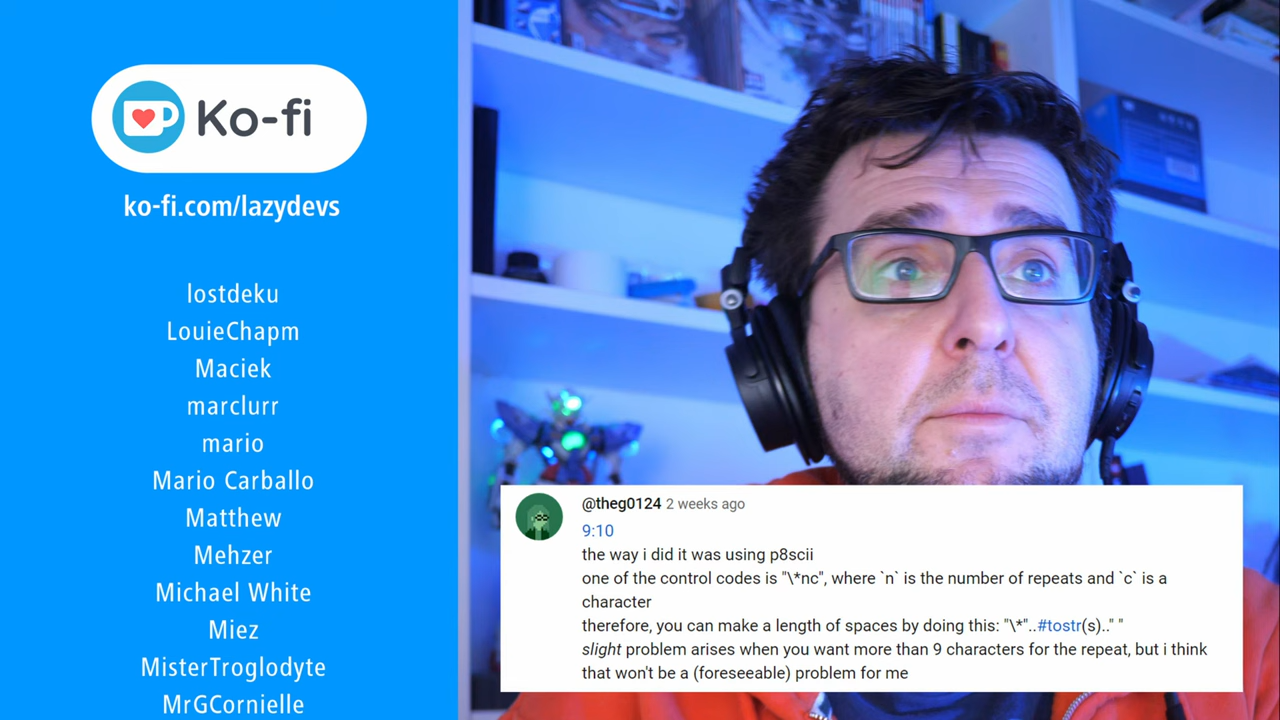 Ko-fi
ko-fi.com/lazydevs
lostdeku
LouieChapm
Maciek
marclurr
mario
Mario Carballo
Matthew
Mehzer
Michael White
Miez
MisterTroglodyte
MrGCornielle
@theg0124 2 weeks ago
9:10
the way i did it was using p8scii
one of the control codes is "\*nc", where `n` is the number of repeats and `c` is a
character
therefore, you can make a length of spaces by doing this: "\*"..#tostr(s).." "
slight problem arises when you want more than 9 characters for the repeat, but i think
that won't be a (foreseeable) problem for me